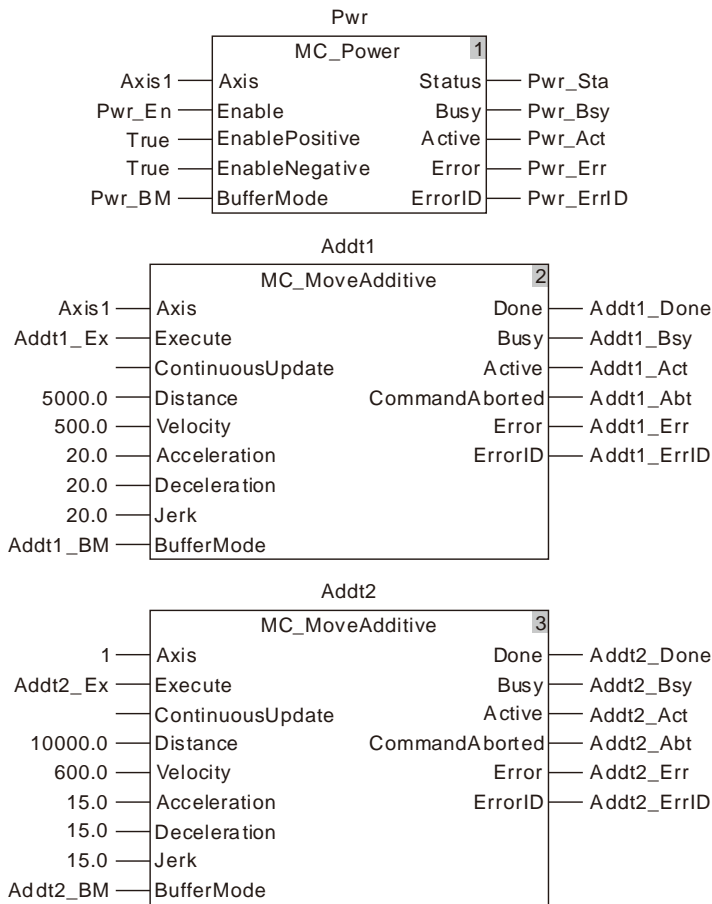 Pwr
MC_Power 1
Axis1 Axis Status Pwr_Sta
Pwr_En Enable Busy Pwr_Bsy
True EnablePositive Active Pwr_Act
True EnableNegative Error Pwr_Err
Pwr_BM BufferMode ErrorID Pwr_ErrID
Addt1
MC_MoveAdditive 2
Axis1 Axis Done Addt1_Done
Addt1_Ex Execute Busy Addt1_Bsy
ContinuousUpdate Active Addt1_Act
5000.0 Distance CommandAborted Addt1_Abt
500.0 Velocity Error Addt1_Err
20.0 Acceleration ErrorID Addt1_ErrID
20.0 Deceleration
20.0 Jerk
Addt1_BM BufferMode
Addt2
MC_MoveAdditive 3
1 Axis Done Addt2_Done
Addt2_Ex Execute Busy Addt2_Bsy
ContinuousUpdate Active Addt2_Act
10000.0 Distance CommandAborted Addt2_Abt
600.0 Velocity Error Addt2_Err
15.0 Acceleration ErrorID Addt2_ErrID
15.0 Deceleration
15.0 Jerk
Addt2_BM BufferMode